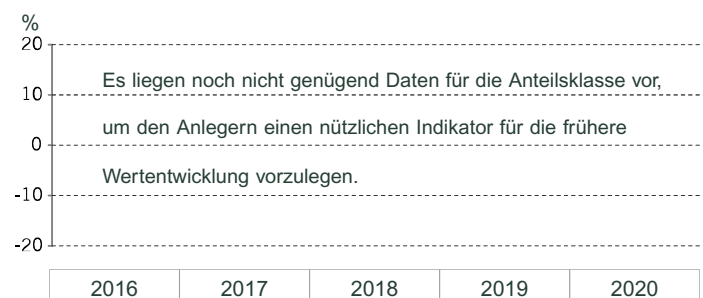 %
20
Es liegen noch nicht genügend Daten für die Anteilsklasse vor,
10
um den Anlegern einen nützlichen Indikator für die frühere
0
Wertentwicklung vorzulegen.
-10
-20
2016 2017 2018 2019 2020